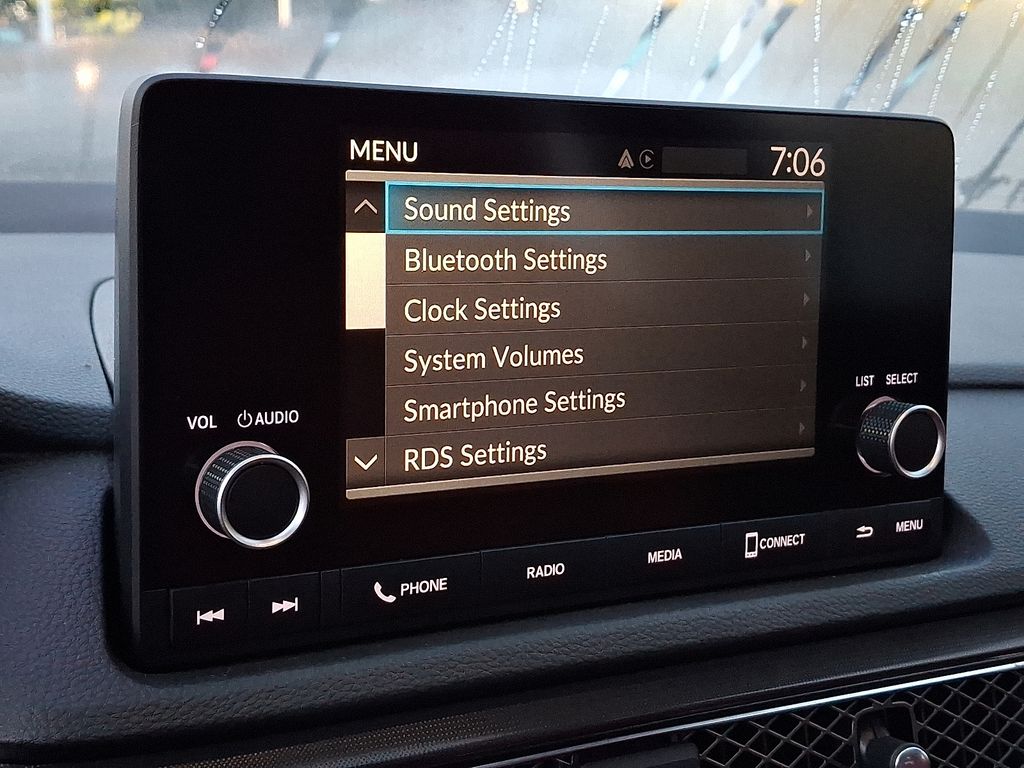 MENU
7:06
Sound Settings
Bluetooth Settings
Clock Settings
System Volumes
Smartphone Settings
RDS Settings
VOL AUDIO
LIST SELECT
PHONE RADIO MEDIA CONNECT MENU